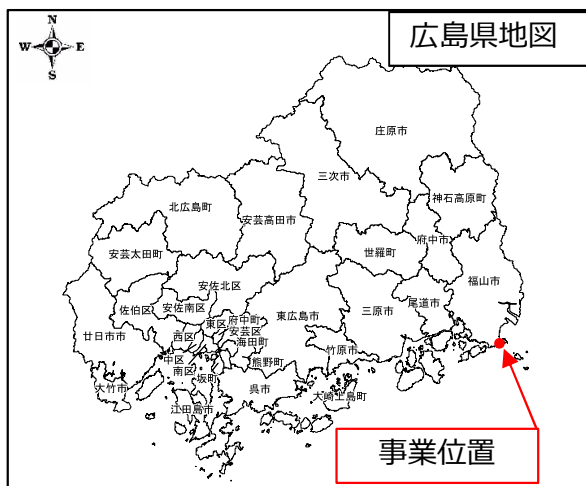 広島県地図
N
W E
S
庄原市
三次市
神石高原町
北広島町
安芸高田市
府中市
安芸太田町
世羅町
福山市
安佐北区
尾道市
佐伯区
安佐南区
三原市
東広島市
東区
府中町
安芸区
海田町
廿日市市
西区
中区
南区
熊野町
竹原市
坂町
大竹市
呉市
大崎上島町
江田島市
事業位置